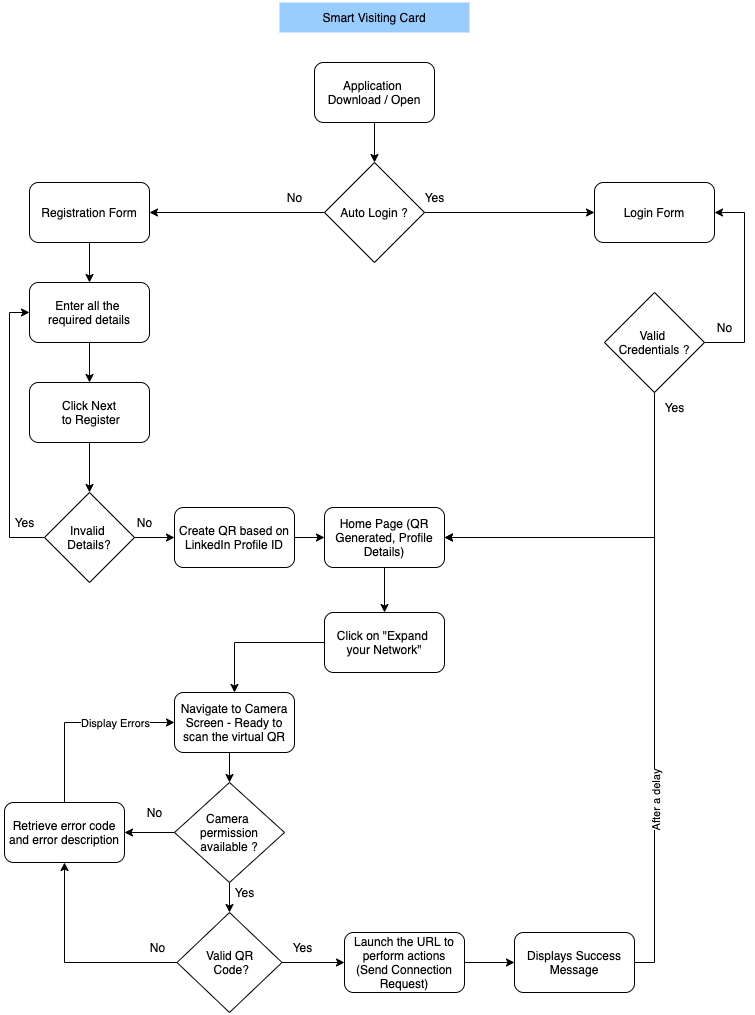 Smart Visiting Card
Application
Download / Open
No
Yes
Registration Form
Auto Login ?
Login Form
Enter all the
required details
Valid
Credentials ?
No
Yes
Click Next
to Register
Yes
Invalid
Details?
No
Create QR based on
LinkedIn Profile ID
Home Page (QR
Generated, Profile
Details)
Click on "Expand
your Network"
Navigate to Camera
Screen - Ready to
scan the virtual QR
Display Errors
After a delay
Retrieve error code
and error description
No
Camera
permission
available ?
Yes
No
Valid QR
Code?
Yes
Launch the URL to
perform actions
(Send Connection
Request)
Displays Success
Message